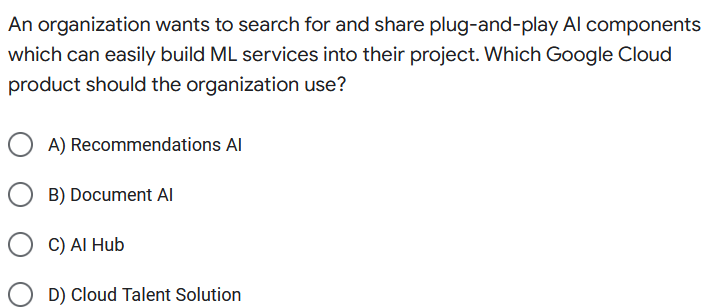 An organization wants to search for and share plug-and-play AI components
which can easily build ML services into their project. Which Google Cloud
product should the organization use?
A) Recommendations AI
B) Document AI
C) AI Hub
D) Cloud Talent Solution